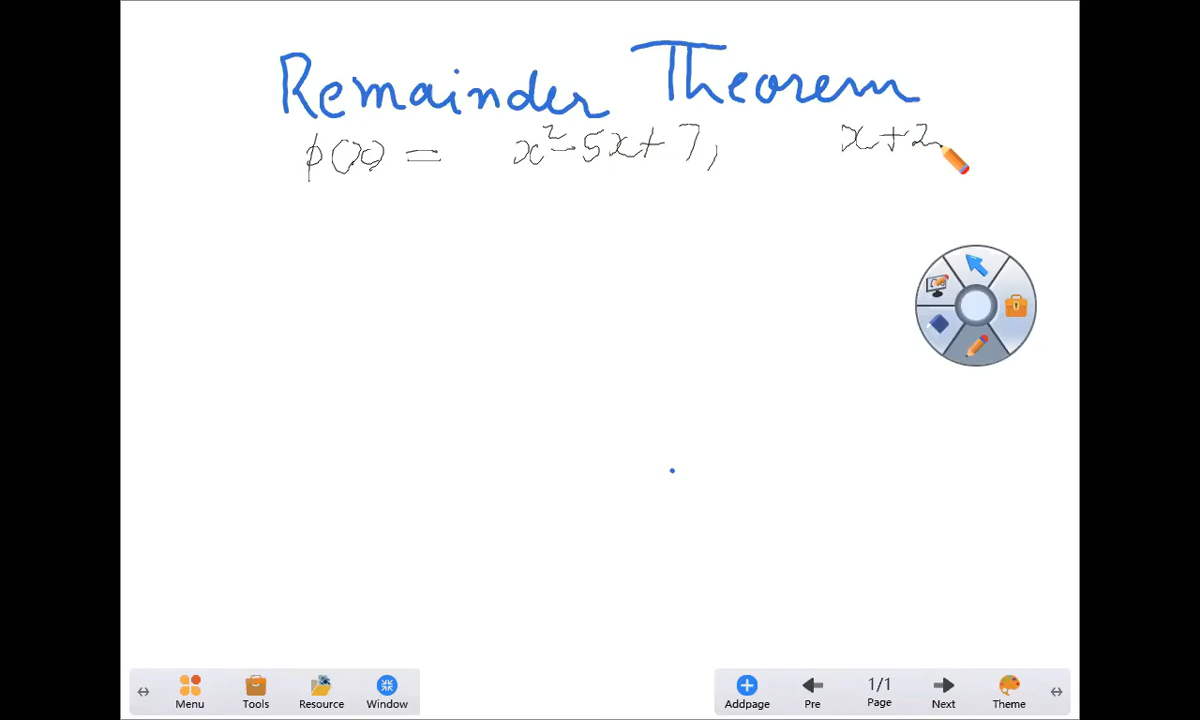 Remainder Theorem
p(x) = x²-5x+7, x+2
Menu Tools Resource Window
Addpage Pre 1/1 Page Next Theme